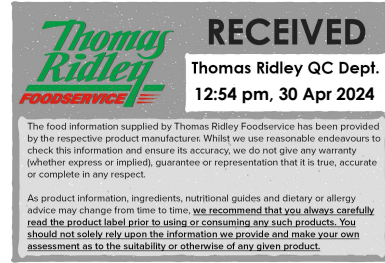 Thomas
Ridley
FOODSERVICE
RECEIVED
Thomas Ridley QC Dept.
12:54 pm, 30 Apr 2024
The food information supplied by Thomas Ridley Foodservice has been provided
by the respective product manufacturer. Whilst we use reasonable endeavours to
check this information and ensure its accuracy, we do not give any warranty
(whether express or implied), guarantee or representation that it is true, accurate
or complete in any respect.
As product information, ingredients, nutritional guides and dietary or allergy
advice may change from time to time, we recommend that you always carefully
read the product label prior to using or consuming any such products. You
should not solely rely upon the information we provide and make your own
assessment as to the suitability or otherwise of any given product.